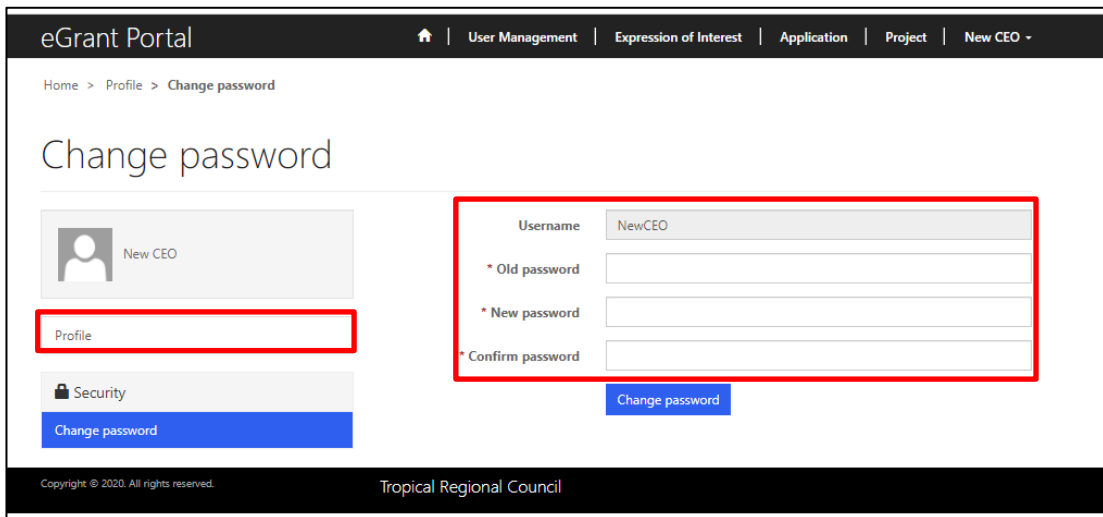 eGrant Portal | User Management | Expression of Interest | Application | Project | New CEO
Home > Profile > Change password
Change password
New CEO
Profile
Security
Change password
Username NewCEO
* Old password
* New password
* Confirm password
Change password
Copyright © 2020. All rights reserved. Tropical Regional Council